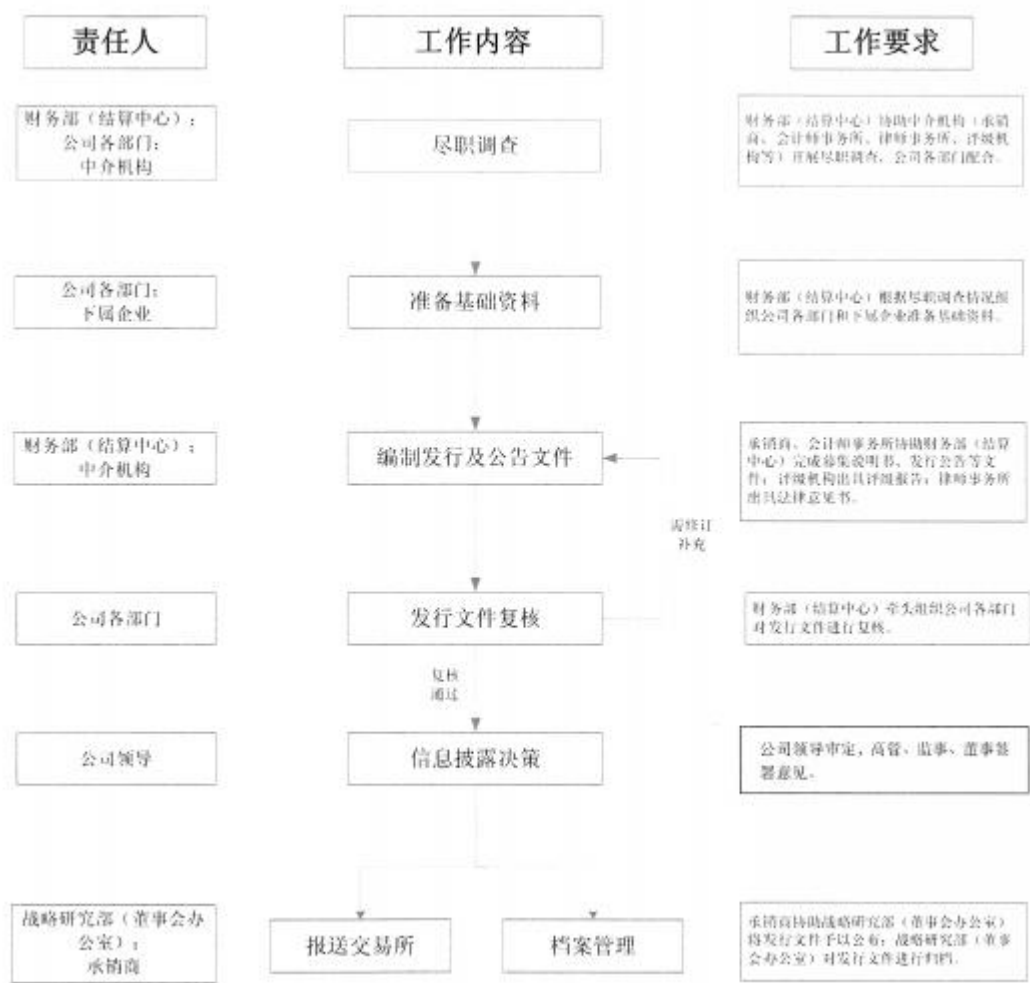 责任人
工作内容
工作要求
财务部（结算中心）；
公司各部门；
中介机构
尽职调查
财务部（结算中心）协助中介机构（承销
商、会计师事务所、律师事务所、评级机
构等）开展尽职调查，公司各部门配合。
公司各部门；
下属企业
准备基础资料
财务部（结算中心）根据尽职调查情况组
织公司各部门和下属企业准备基础资料。
财务部（结算中心）；
中介机构
编制发行及公告文件
承销商、会计师事务所协助财务部（结算
中心）完成募集说明书、发行公告等文
件；评级机构出具评级报告；律师事务所
出具法律意见书。
需修订
补充
公司各部门
发行文件复核
财务部（结算中心）牵头组织公司各部门
对发行文件进行复核。
复核
通过
公司领导
信息披露决策
公司领导审定，高管、监事、董事签
署意见。
战略研究部（董事会办
公室）；
承销商
报送交易所
档案管理
承销商协助战略研究部（董事会办公室）
将发行文件予以公布；战略研究部（董事
会办公室）对发行文件进行归档。